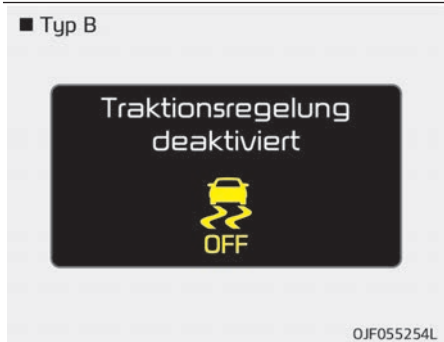 ■ Typ B
Traktionsregelung
deaktiviert
OFF
OJF055254L